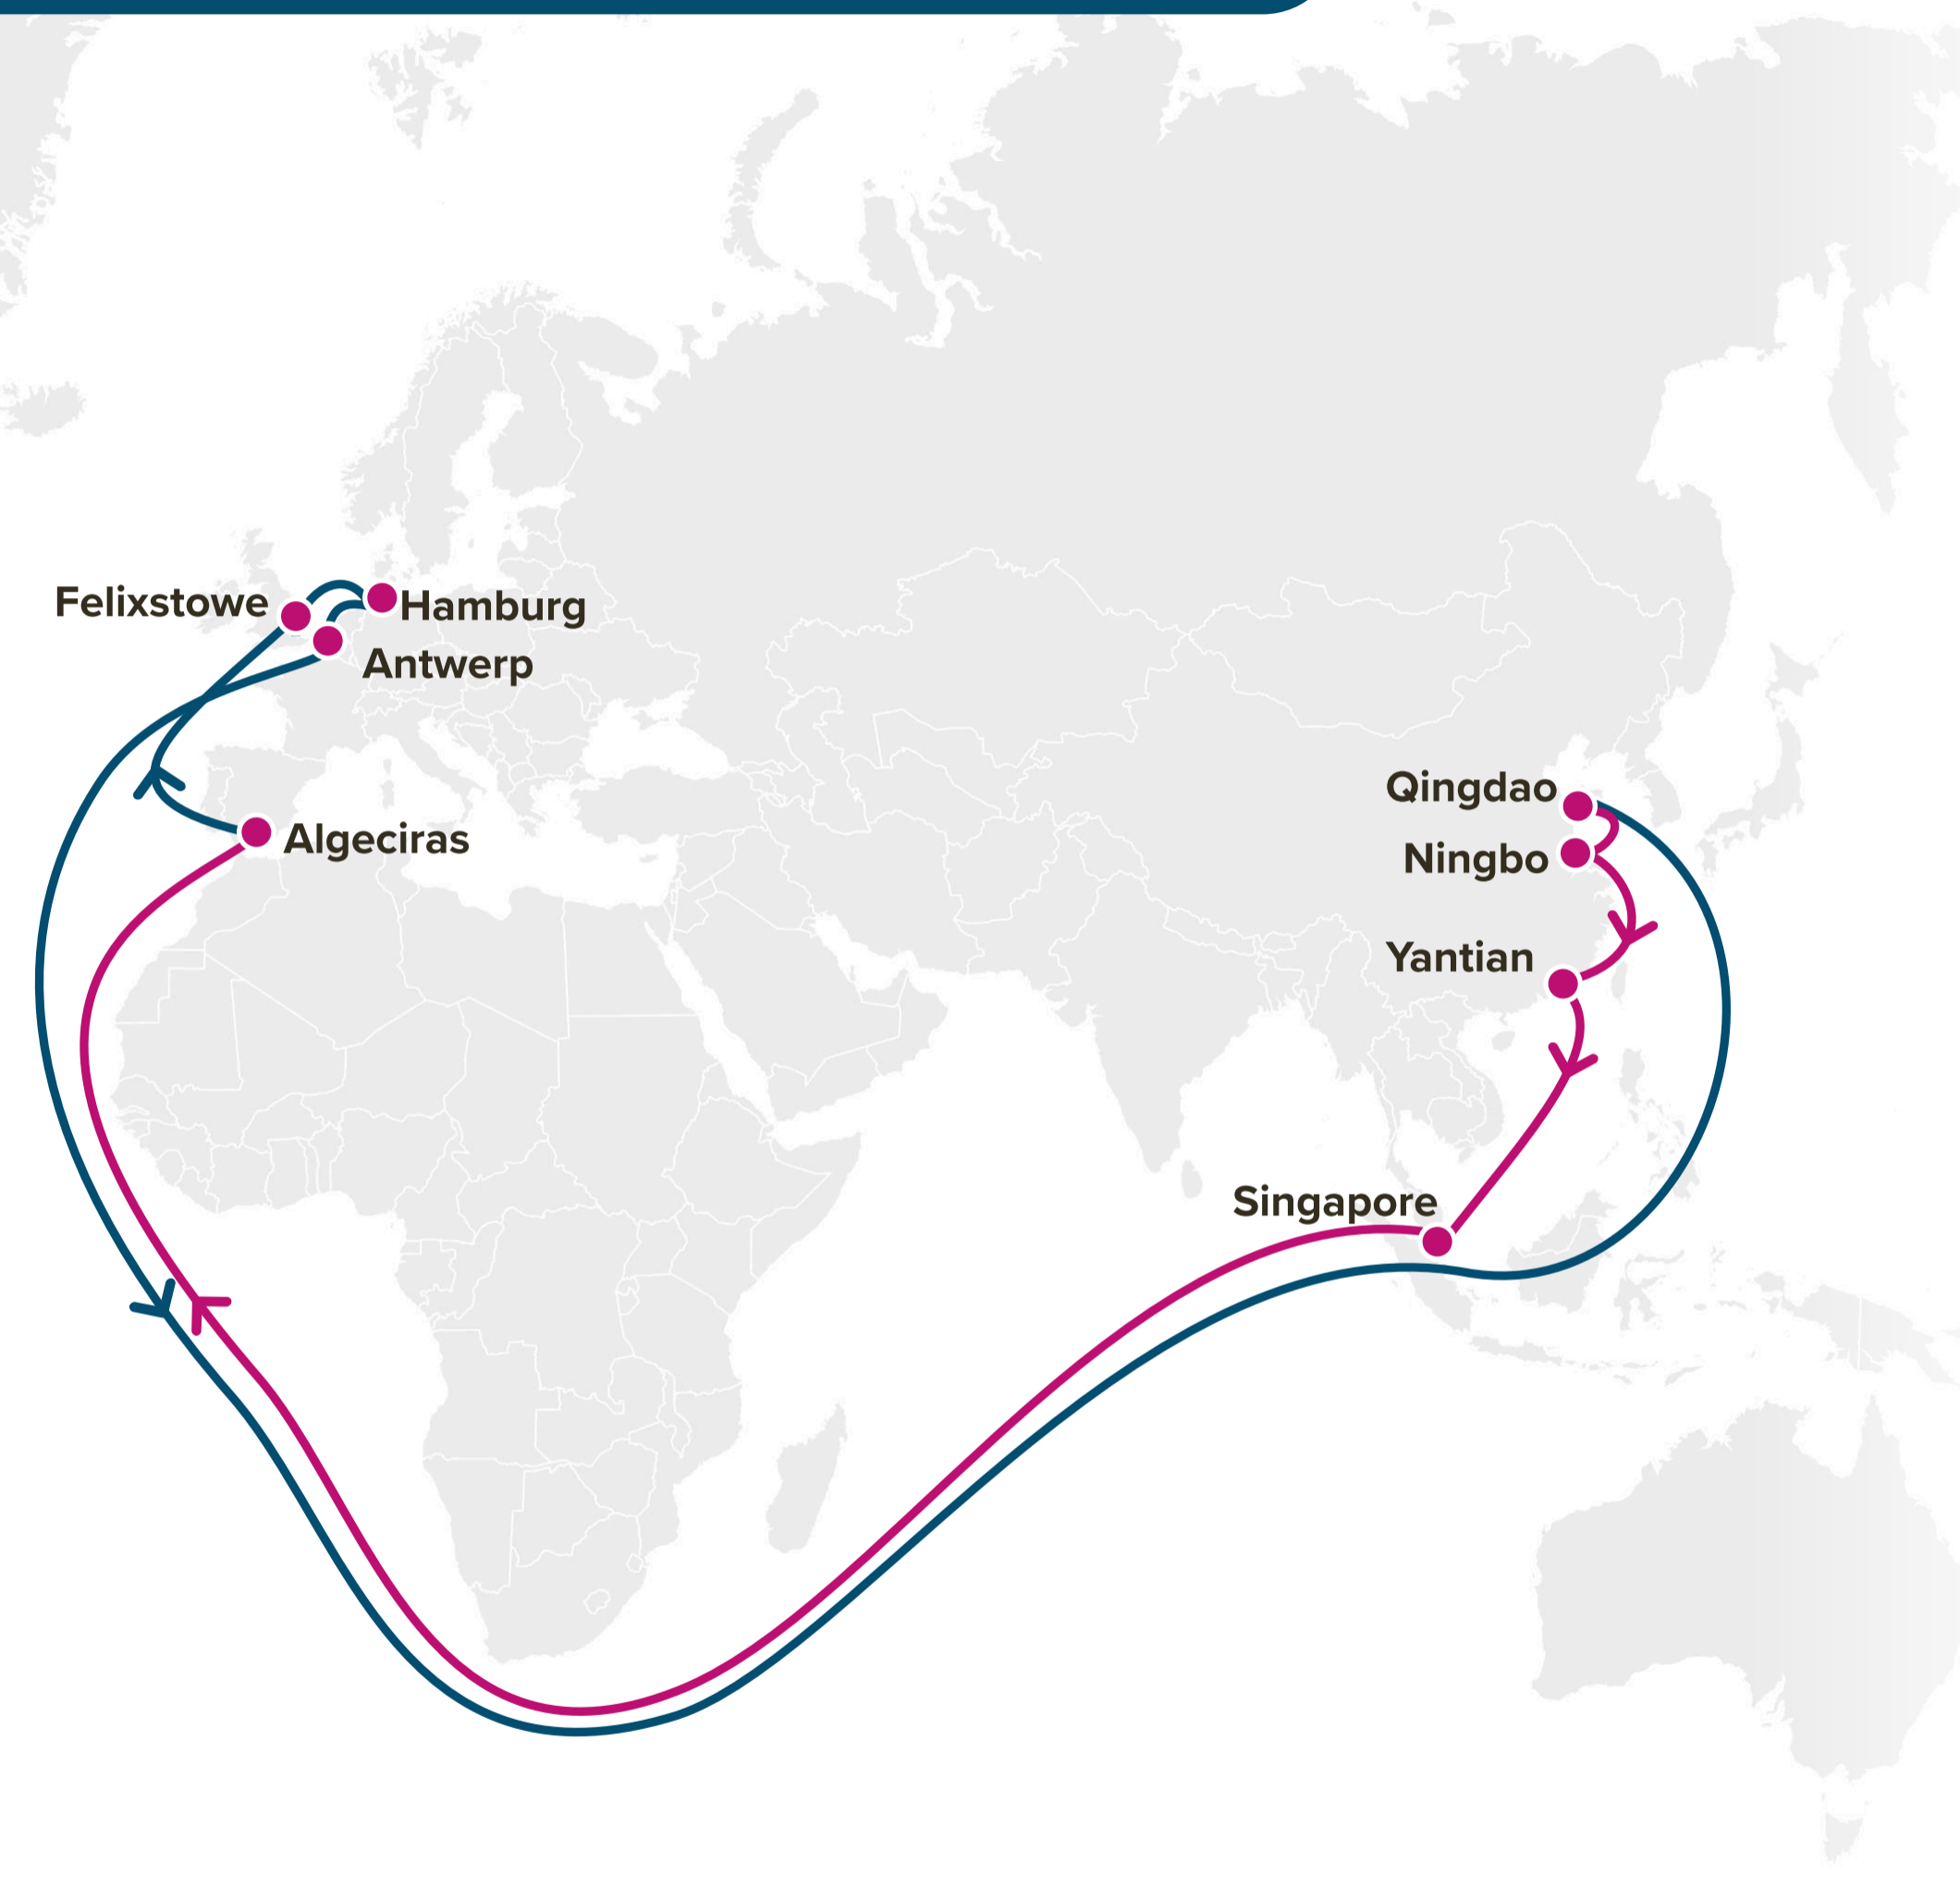 Felixstowe
Hamburg
Antwerp
Algeciras
Qingdao
Ningbo
Yantian
Singapore